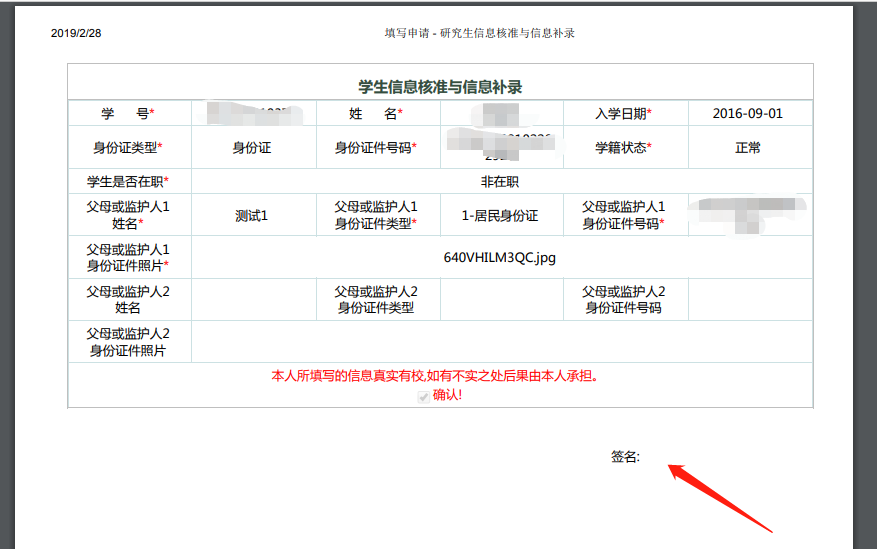 2019/2/28 填写申请 - 研究生信息核准与信息补录
学生信息核准与信息补录
学 号* 姓 名* 入学日期* 2016-09-01
身份证类型* 身份证 身份证件号码* 学籍状态* 正常
学生是否在职* 非在职
父母或监护人1 父母或监护人1 父母或监护人1
姓名* 测试1 身份证件类型* 1-居民身份证 身份证件号码*
父母或监护人1
身份证件照片* 640VHILM3QC.jpg
父母或监护人2 父母或监护人2 父母或监护人2
姓名 身份证件类型 身份证件号码
父母或监护人2
身份证件照片
本人所填写的信息真实有校,如有不实之处后果由本人承担。
确认!
签名: